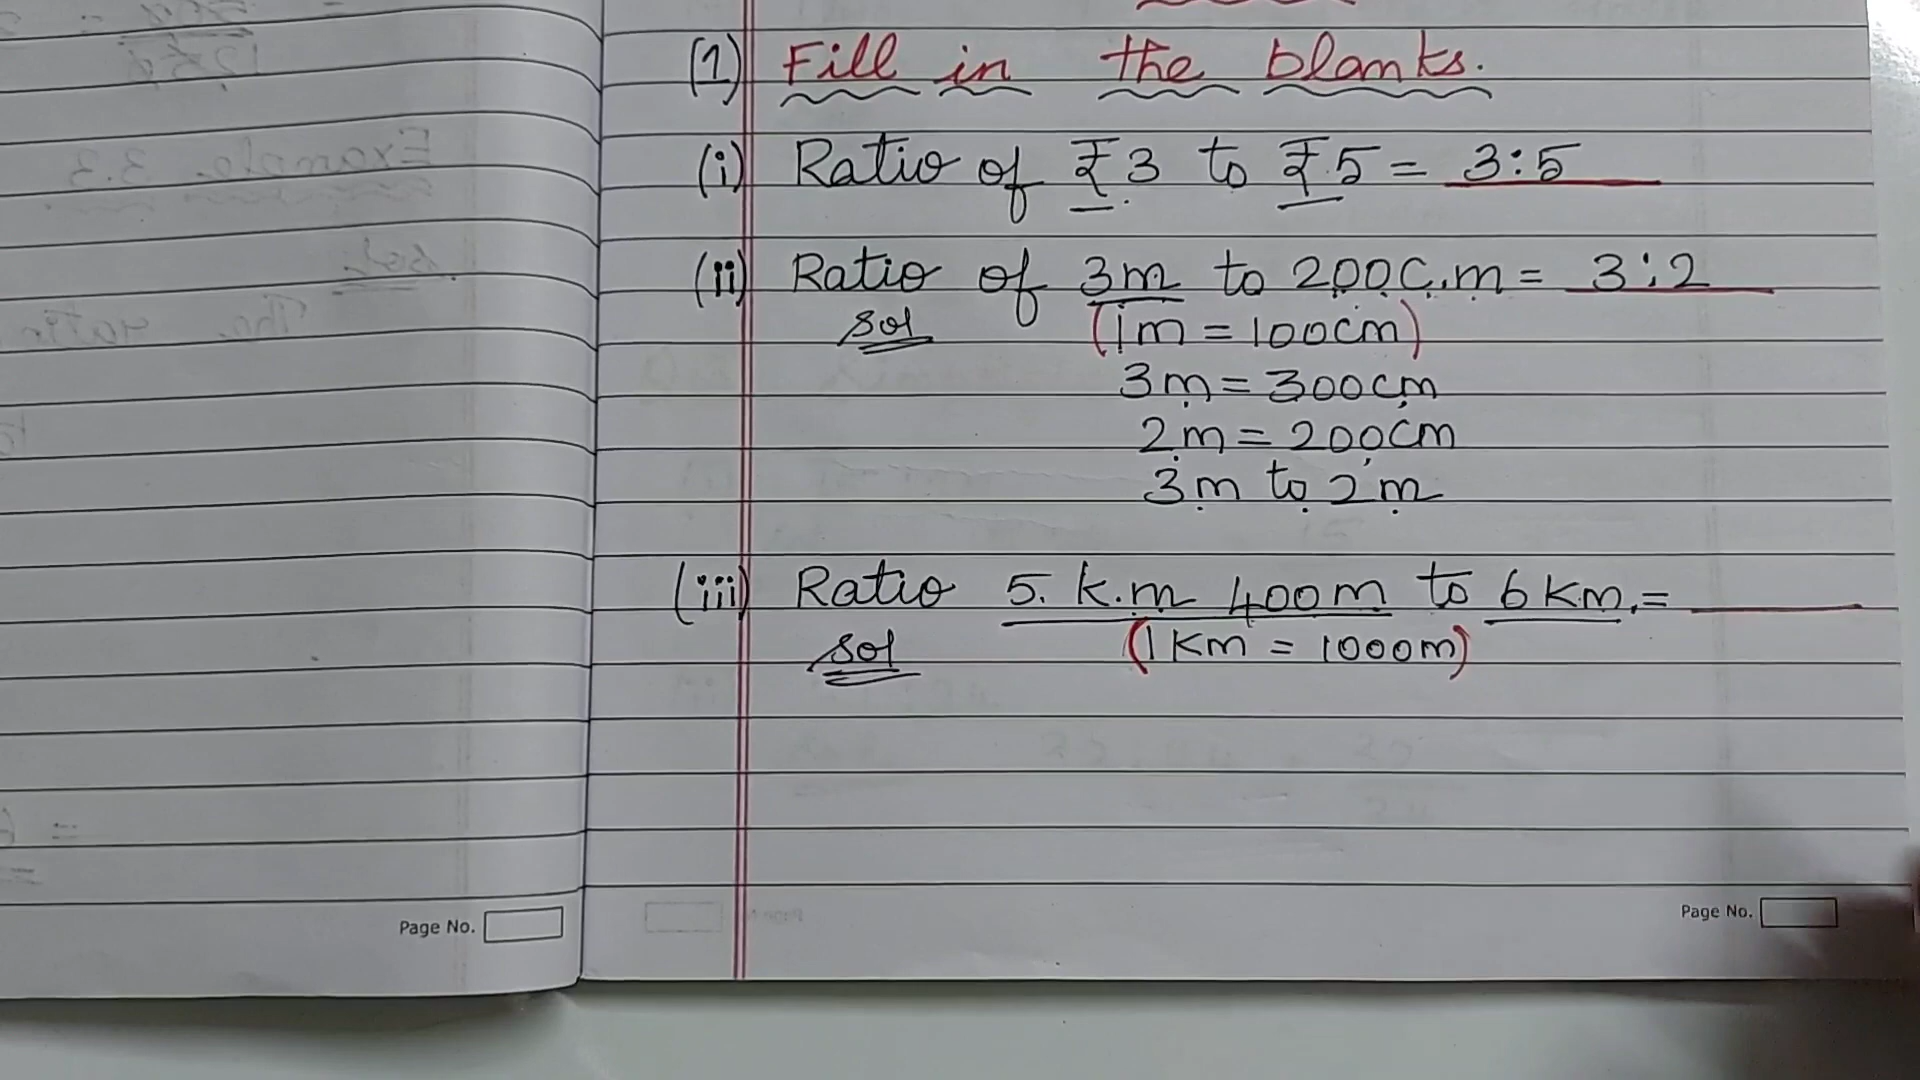 (1) Fill in the blanks.
(i) Ratio of ₹3 to ₹5 = 3:5
(ii) Ratio of 3m to 200c.m = 3:2
sol (1m = 100cm)
3m = 300cm
2m = 200cm
3m to 2m
(iii) Ratio 5. k.m 400m to 6km. =
sol (1km = 1000m)
Page No.
Page No.